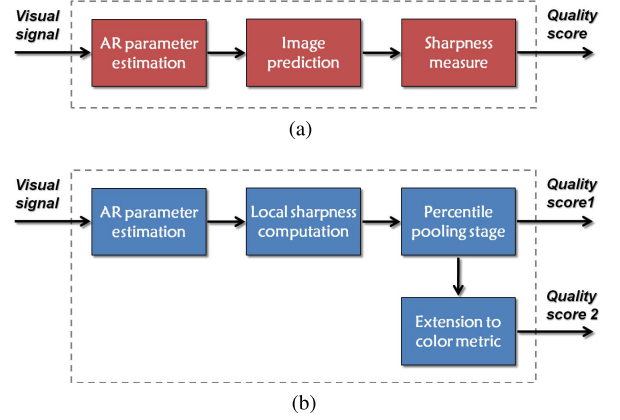 Visual
signal
AR parameter
estimation
Image
prediction
Sharpness
measure
Quality
score
(a)
Visual
signal
AR parameter
estimation
Local sharpness
computation
Percentile
pooling stage
Quality
score1
Extension to
color metric
Quality
score 2
(b)